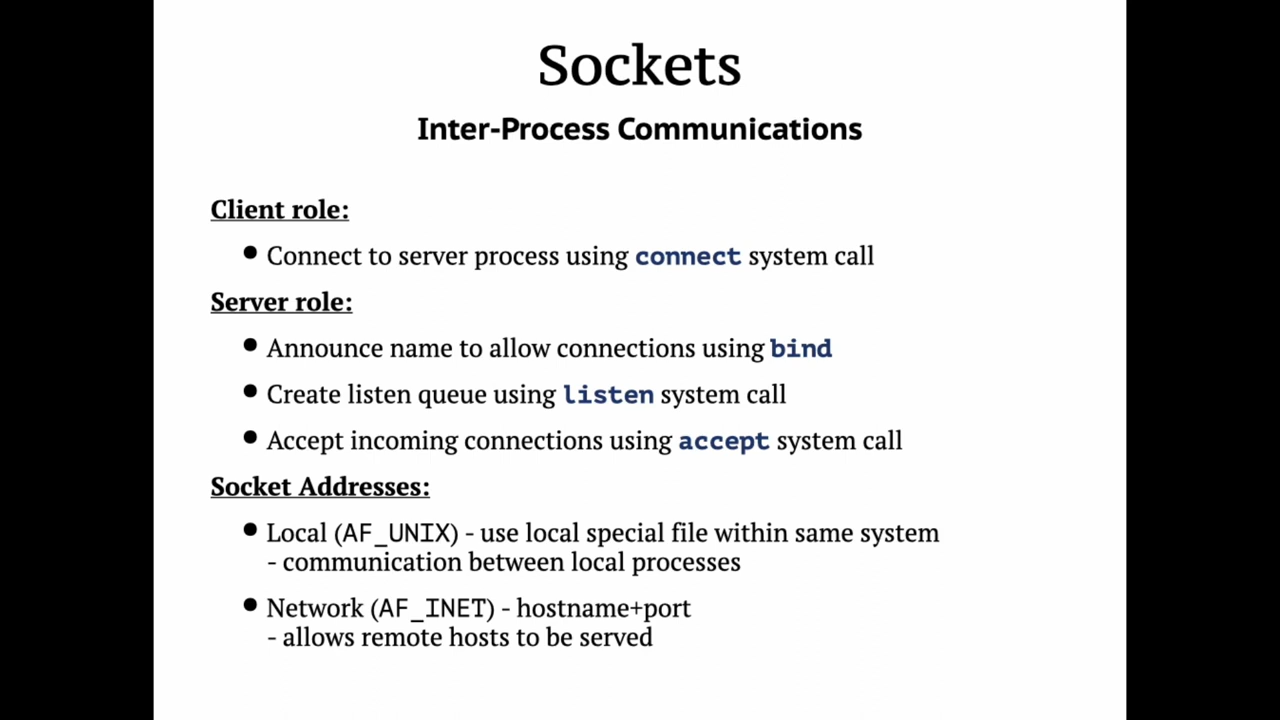 Sockets
Inter-Process Communications
Client role:
● Connect to server process using connect system call
Server role:
● Announce name to allow connections using bind
● Create listen queue using listen system call
● Accept incoming connections using accept system call
Socket Addresses:
● Local (AF_UNIX) - use local special file within same system
- communication between local processes
● Network (AF_INET) - hostname+port
- allows remote hosts to be served